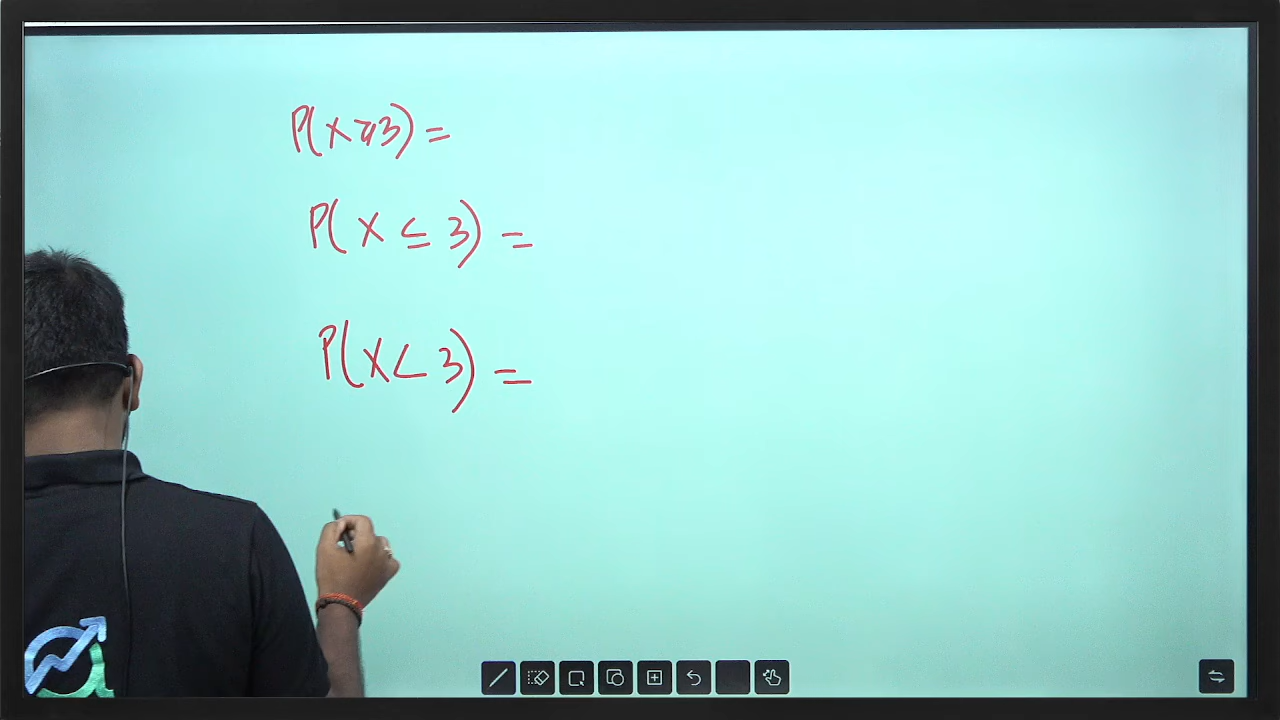 P(X ⩾ 3) =
P(X ≤ 3) =
P(X < 3) =